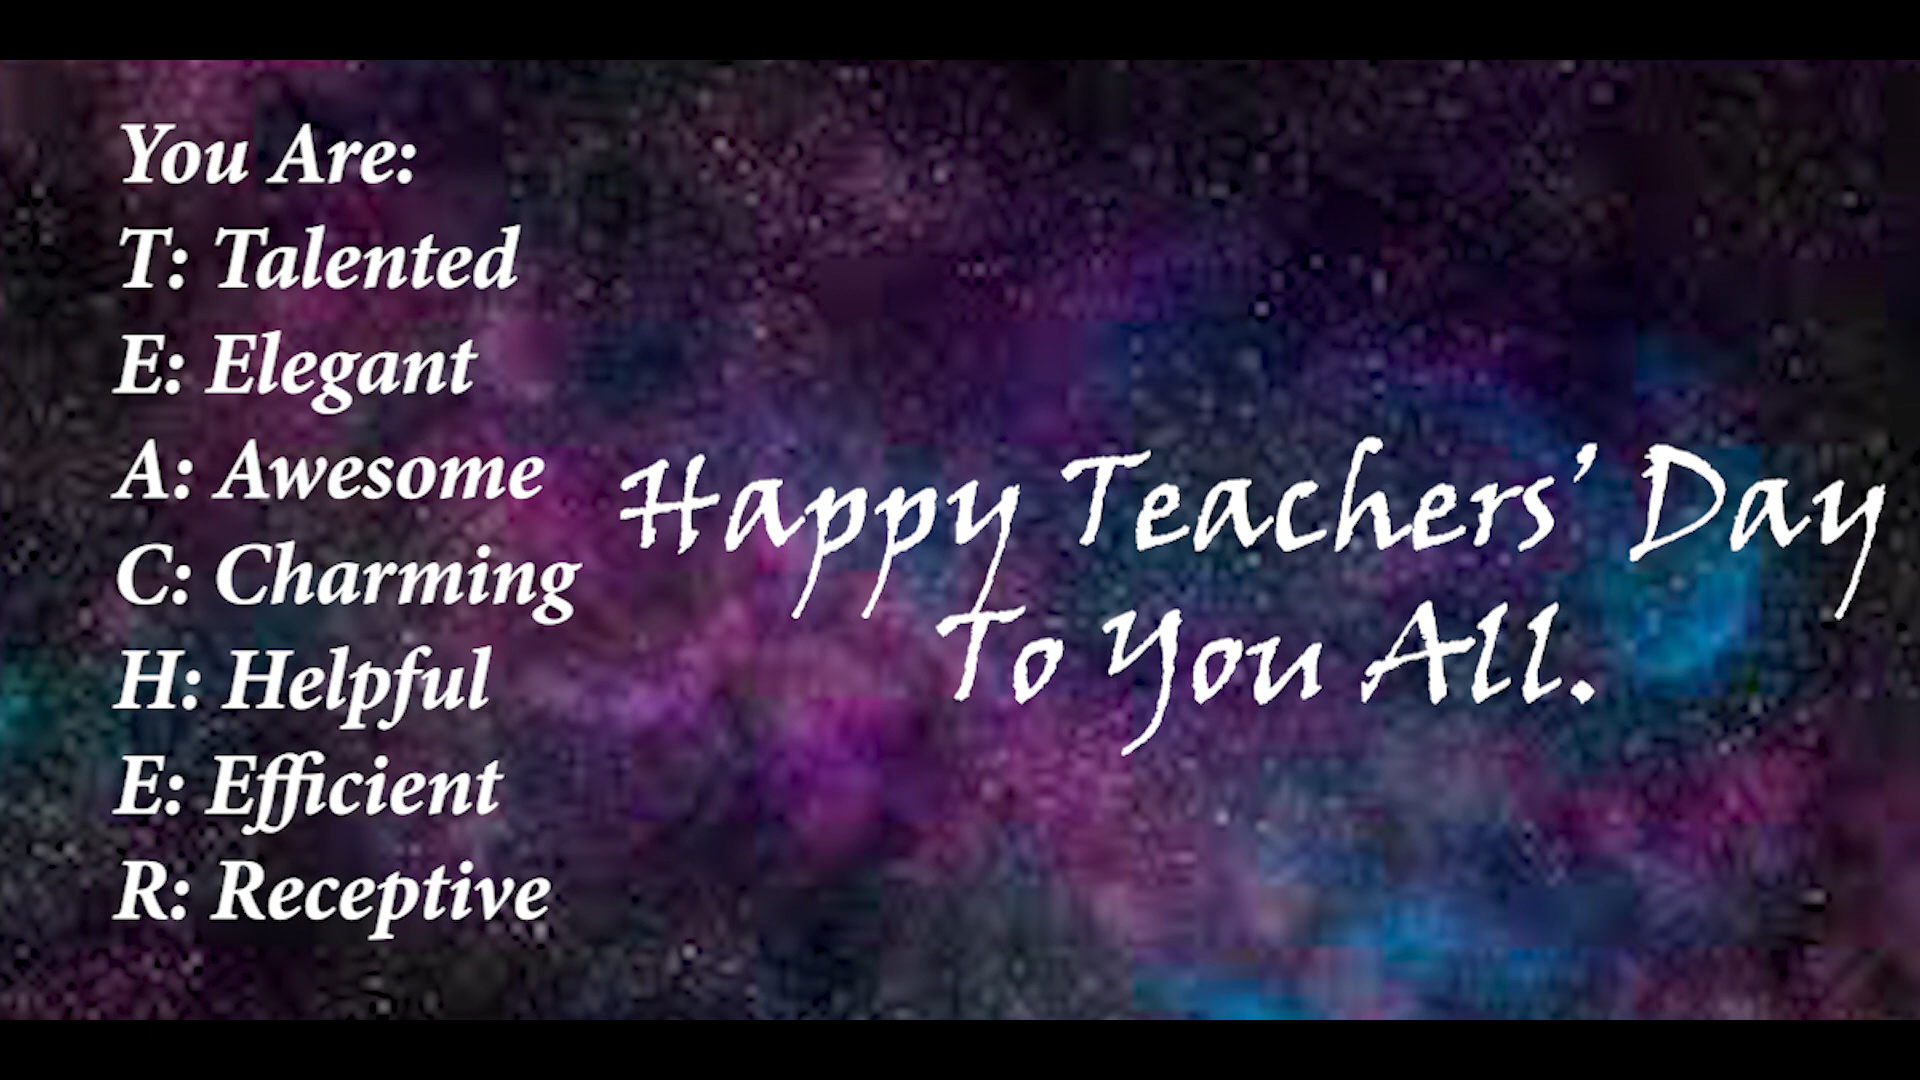 You Are:
T: Talented
E: Elegant
A: Awesome
C: Charming
H: Helpful
E: Efficient
R: Receptive
Happy Teachers’ Day
To You All.